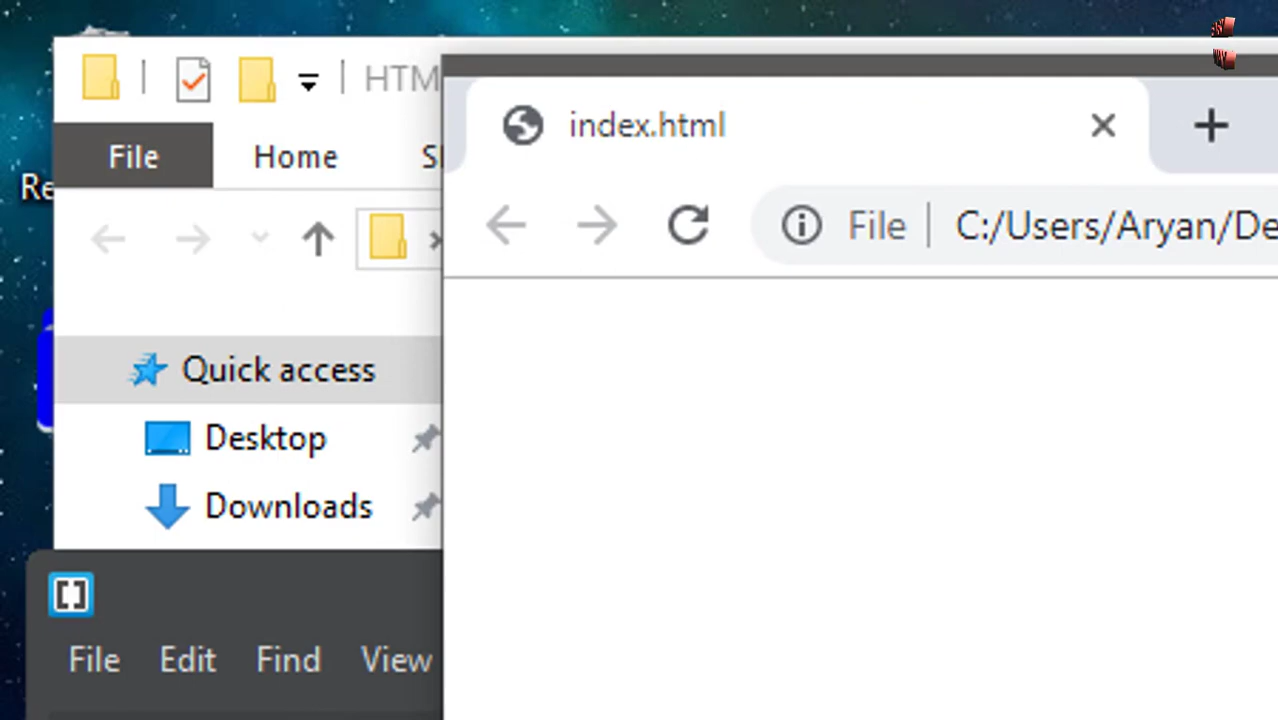 HTM
File Home
Quick access
Desktop
Downloads
File Edit Find View
index.html
File C:/Users/Aryan/De